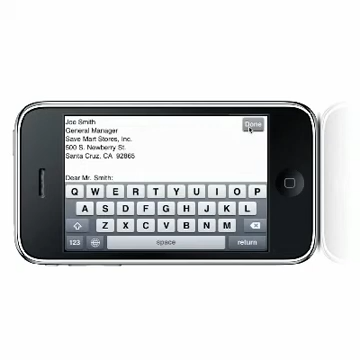 Joe Smith
Done
General Manager
Save Mart Stores, Inc.
500 S. Newberry St.
Santa Cruz, CA 92865
Dear Mr. Smith:
Q W E R T Y U I O P
A S D F G H J K L
Z X C V B N M
123 space return